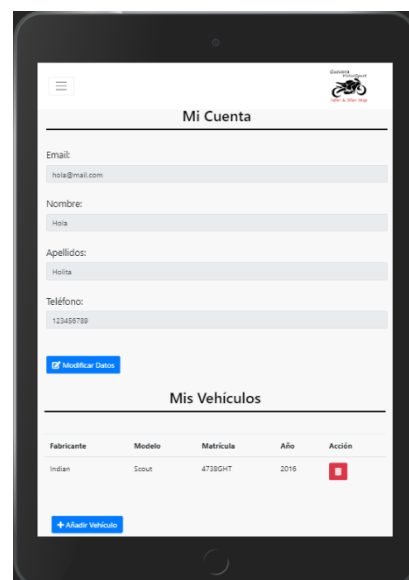 Mi Cuenta
Email:
hola@mail.com
Nombre:
Hola
Apellidos:
Holita
Teléfono:
123456789
Modificar Datos
Mis Vehículos
Fabricante Modelo Matrícula Año Acción
Indian Scout 4738GHT 2016
Añadir Vehículo